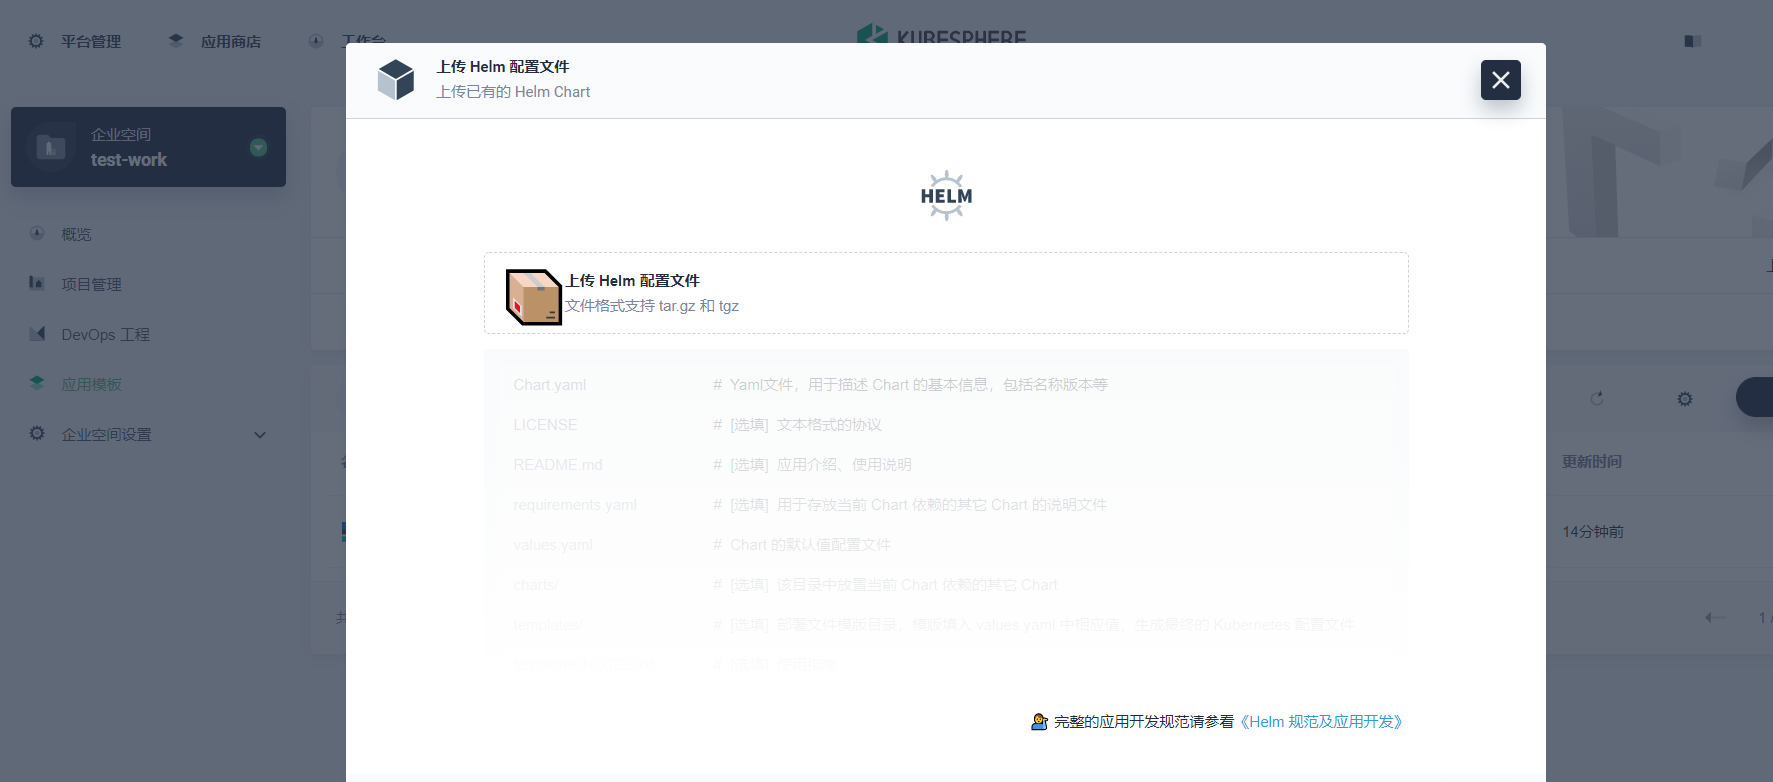 平台管理
应用商店
工作台
KUBESPHERE
上传 Helm 配置文件
上传已有的 Helm Chart
企业空间
test-work
HELM
概览
项目管理
DevOps 工程
应用模板
企业空间设置
上传 Helm 配置文件
文件格式支持 tar.gz 和 tgz
Chart.yaml # Yaml文件，用于描述 Chart 的基本信息，包括名称版本等
LICENSE # [选填] 文本格式的协议
README.md # [选填] 应用介绍、使用说明
requirements.yaml # [选填] 用于存放当前 Chart 依赖的其它 Chart 的说明文件
values.yaml # Chart 的默认值配置文件
charts/ # [选填] 该目录中放置当前 Chart 依赖的其它 Chart
templates/ # [选填] 部署文件模版目录，模版填入 values.yaml 中相应值，生成最终的 Kubernetes 配置文件
# [选填] 使用指南
更新时间
14分钟前
1 /
完整的应用开发规范请参看《Helm 规范及应用开发》